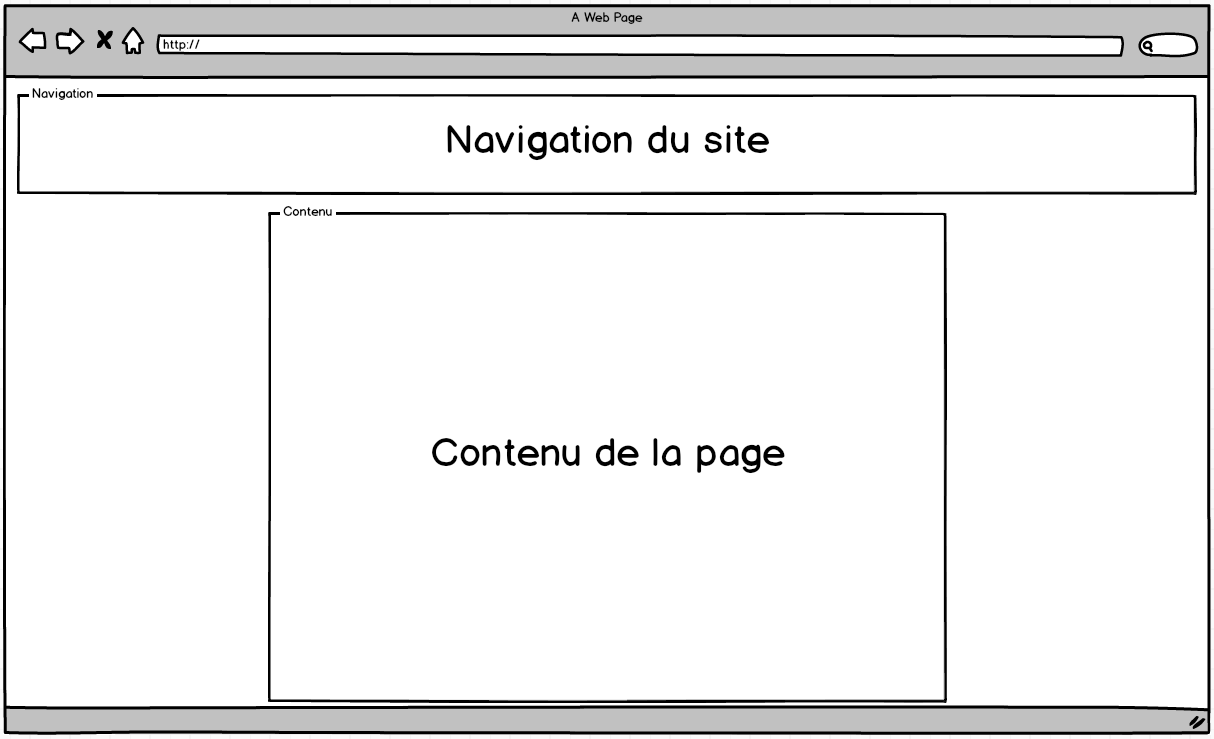 A Web Page
http://
Navigation
Navigation du site
Contenu
Contenu de la page